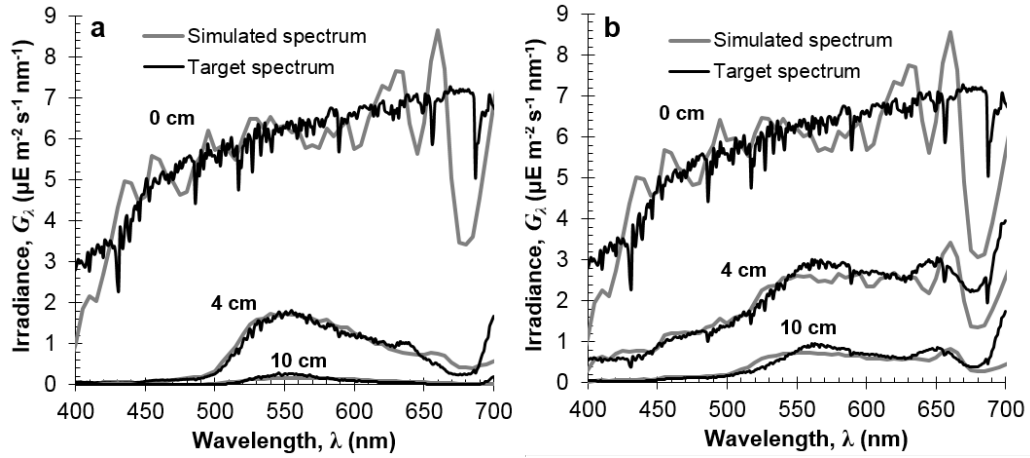 a
Simulated spectrum
Target spectrum
0 cm
4 cm
10 cm
9
8
7
6
5
4
3
2
1
0
400 450 500 550 600 650 700
Irradiance, Gλ (µE m-2 s-1 nm-1)
Wavelength, λ (nm)
b
Simulated spectrum
Target spectrum
0 cm
4 cm
10 cm
9
8
7
6
5
4
3
2
1
0
400 450 500 550 600 650 700
Irradiance, Gλ (µE m-2 s-1 nm-1)
Wavelength, λ (nm)